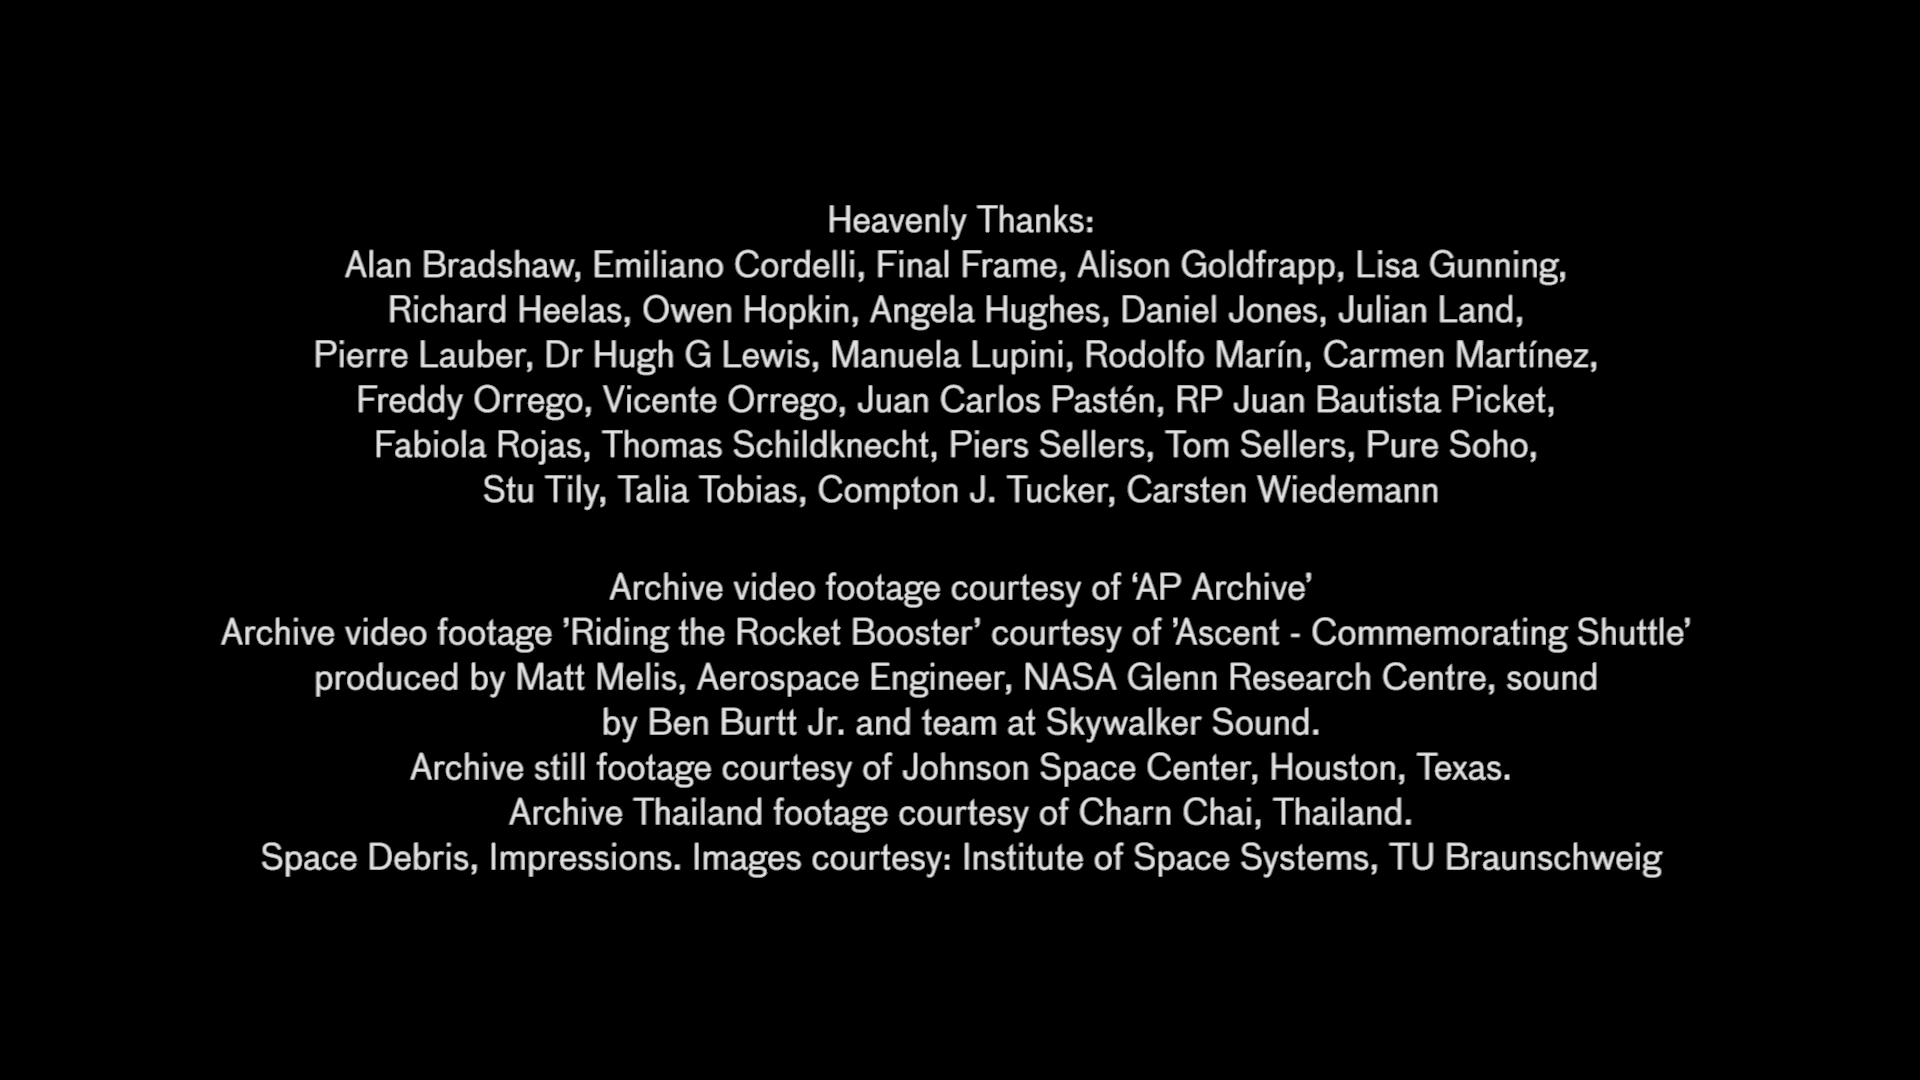 Heavenly Thanks:
Alan Bradshaw, Emiliano Cordelli, Final Frame, Alison Goldfrapp, Lisa Gunning,
Richard Heelas, Owen Hopkin, Angela Hughes, Daniel Jones, Julian Land,
Pierre Lauber, Dr Hugh G Lewis, Manuela Lupini, Rodolfo Marín, Carmen Martínez,
Freddy Orrego, Vicente Orrego, Juan Carlos Pastén, RP Juan Bautista Picket,
Fabiola Rojas, Thomas Schildknecht, Piers Sellers, Tom Sellers, Pure Soho,
Stu Tily, Talia Tobias, Compton J. Tucker, Carsten Wiedemann
Archive video footage courtesy of ‘AP Archive’
Archive video footage ’Riding the Rocket Booster’ courtesy of ’Ascent - Commemorating Shuttle’
produced by Matt Melis, Aerospace Engineer, NASA Glenn Research Centre, sound
by Ben Burtt Jr. and team at Skywalker Sound.
Archive still footage courtesy of Johnson Space Center, Houston, Texas.
Archive Thailand footage courtesy of Charn Chai, Thailand.
Space Debris, Impressions. Images courtesy: Institute of Space Systems, TU Braunschweig